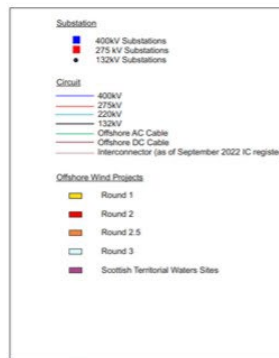 Substation
400kV Substations
275 kV Substations
132kV Substations
Circuit
400kV
275kV
220kV
132kV
Offshore AC Cable
Offshore DC Cable
Interconnector (as of September 2022 IC registe
Offshore Wind Projects
Round 1
Round 2
Round 2.5
Round 3
Scottish Territorial Waters Sites